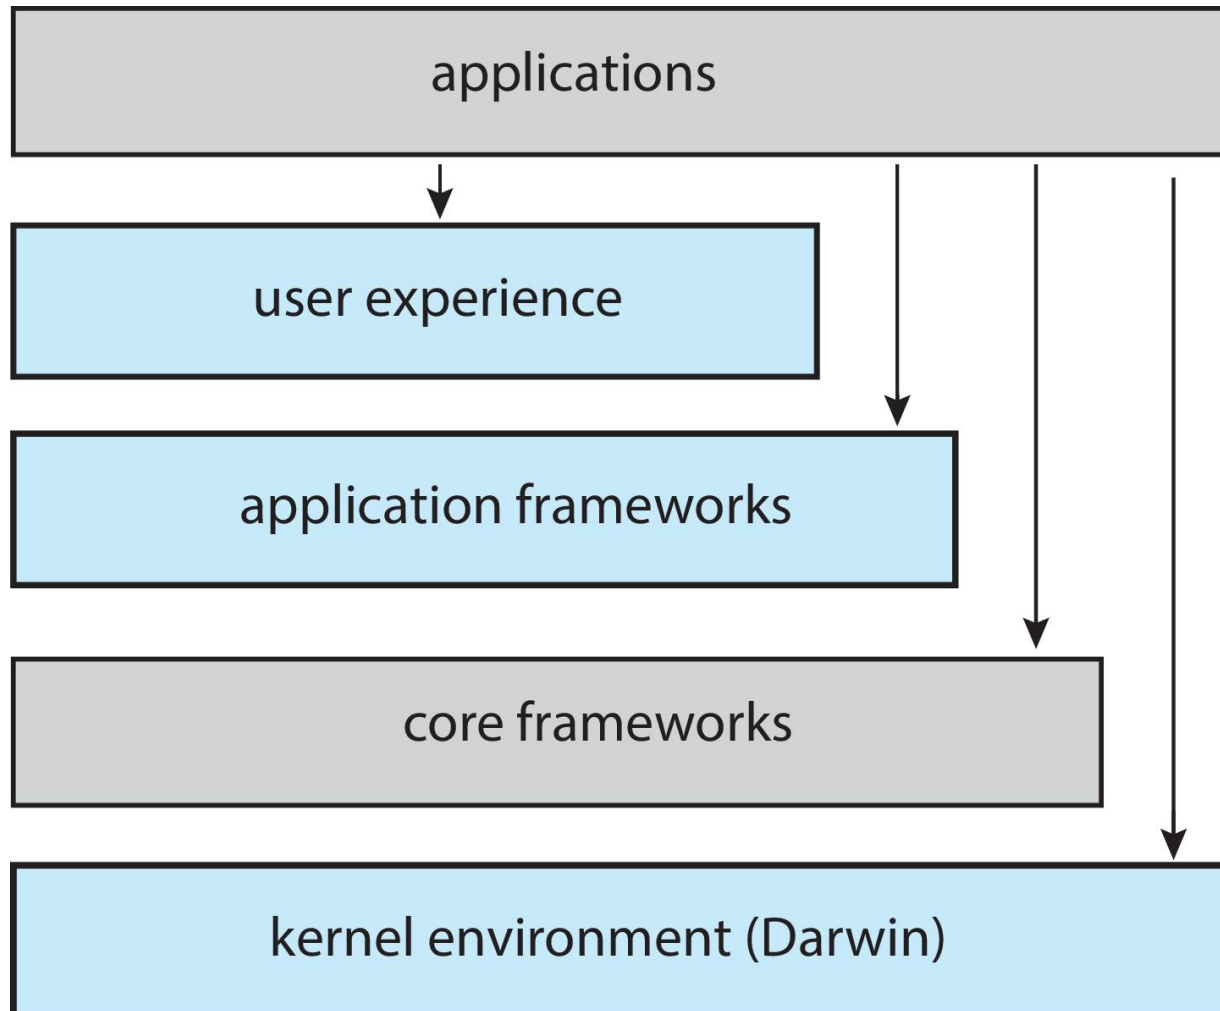 applications
user experience
application frameworks
core frameworks
kernel environment (Darwin)